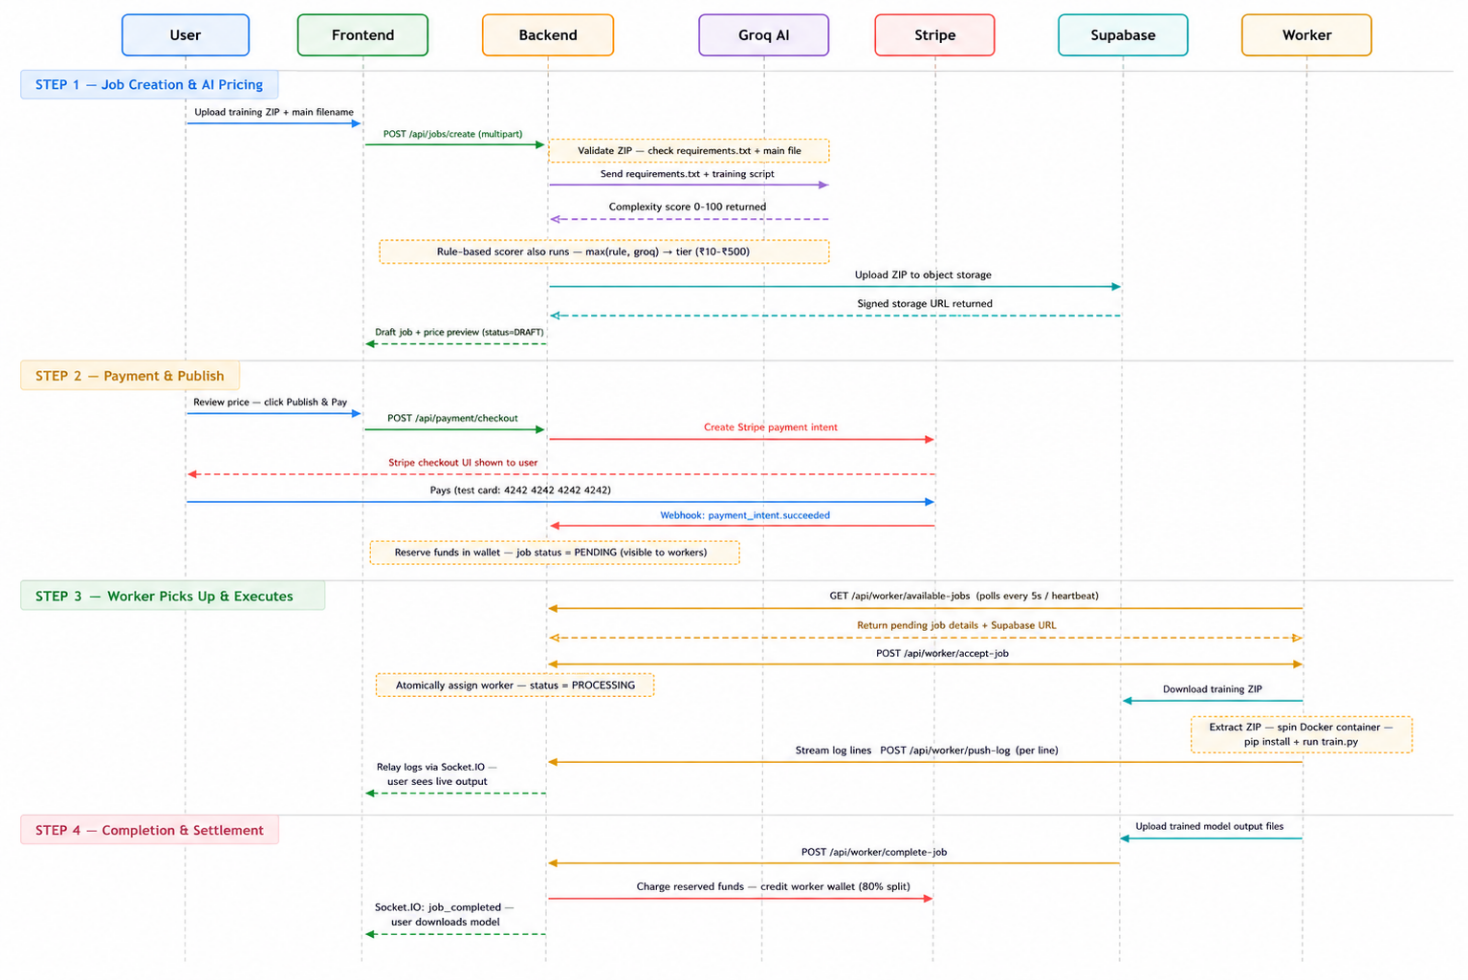 User
Frontend
Backend
Groq AI
Stripe
Supabase
Worker
STEP 1 — Job Creation & AI Pricing
Upload training ZIP + main filename
POST /api/jobs/create (multipart)
Validate ZIP — check requirements.txt + main file
Send requirements.txt + training script
Complexity score 0-100 returned
Rule-based scorer also runs — max(rule, groq) → tier (₹10-₹500)
Upload ZIP to object storage
Signed storage URL returned
Draft job + price preview (status=DRAFT)
STEP 2 — Payment & Publish
Review price — click Publish & Pay
POST /api/payment/checkout
Create Stripe payment intent
Stripe checkout UI shown to user
Pays (test card: 4242 4242 4242 4242)
Webhook: payment_intent.succeeded
Reserve funds in wallet — job status = PENDING (visible to workers)
STEP 3 — Worker Picks Up & Executes
GET /api/worker/available-jobs (polls every 5s / heartbeat)
Return pending job details + Supabase URL
POST /api/worker/accept-job
Atomically assign worker — status = PROCESSING
Download training ZIP
Extract ZIP — spin Docker container —
pip install + run train.py
Stream log lines POST /api/worker/push-log (per line)
Relay logs via Socket.IO —
user sees live output
STEP 4 — Completion & Settlement
Upload trained model output files
POST /api/worker/complete-job
Charge reserved funds — credit worker wallet (80% split)
Socket.IO: job_completed —
user downloads model